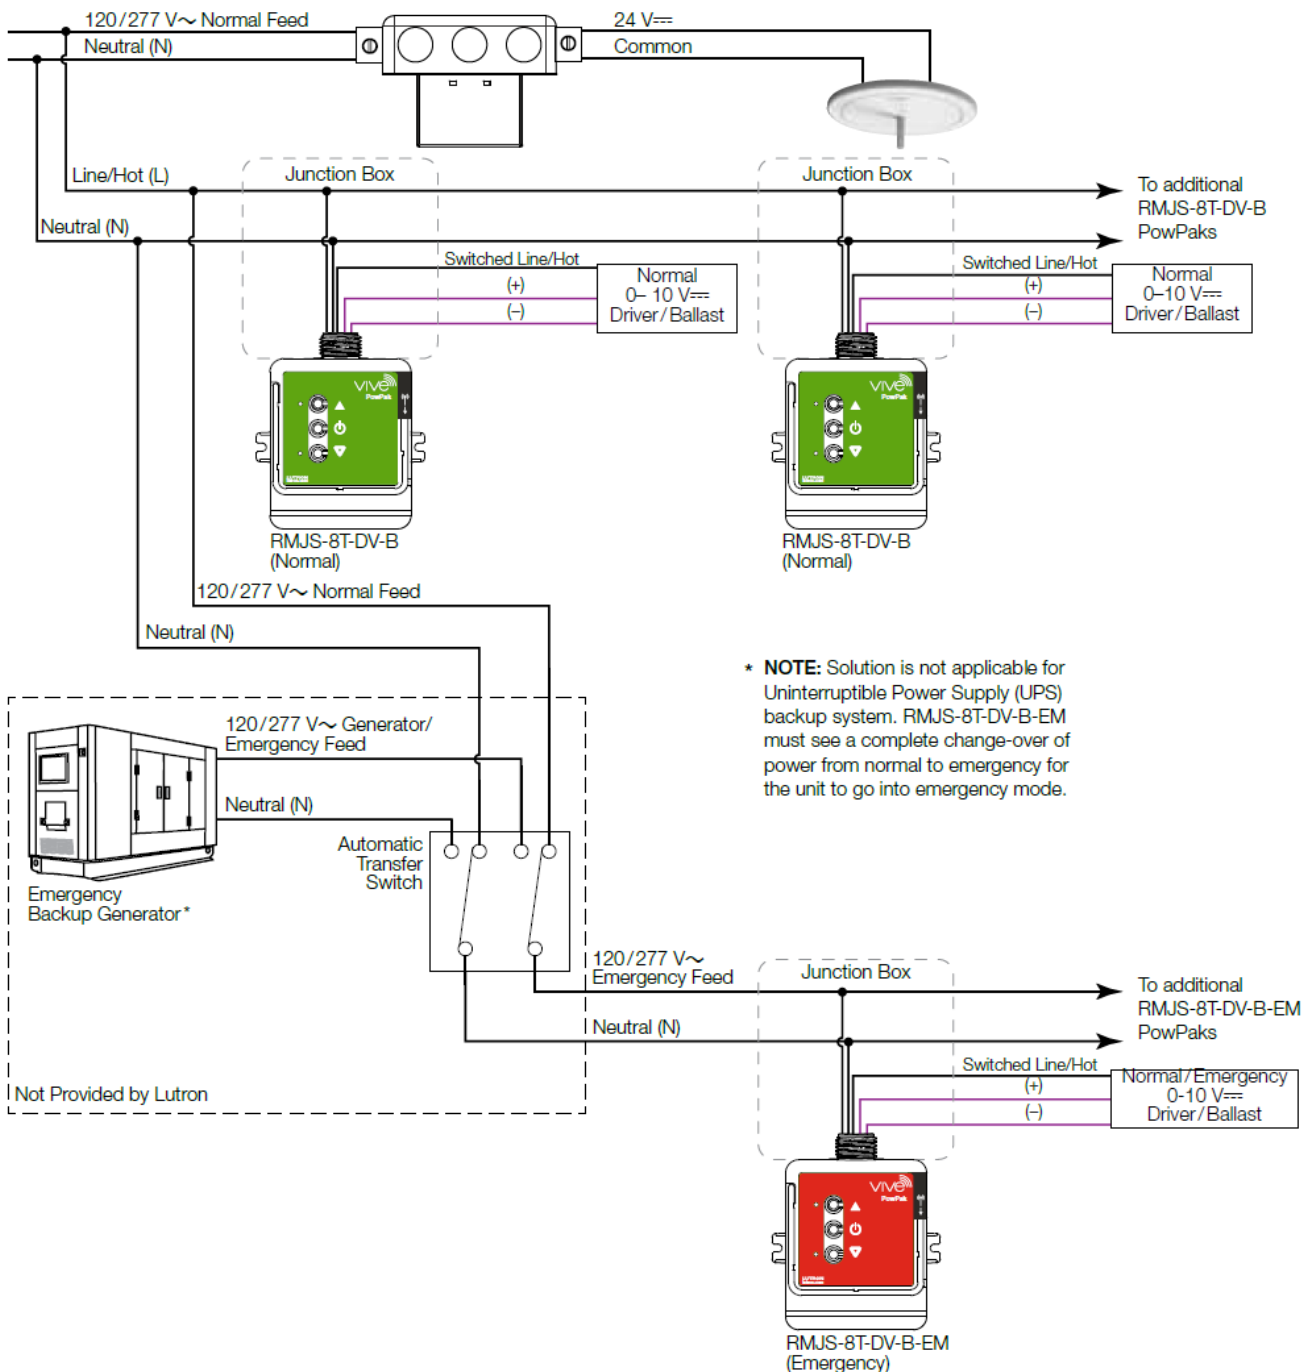 120/277 V~ Normal Feed
Neutral (N)
24 V⎓
Common
Line/Hot (L)
Junction Box
Junction Box
To additional
RMJS-8T-DV-B
PowPaks
Neutral (N)
Switched Line/Hot
(+)
(–)
Normal
0– 10 V⎓
Driver/Ballast
Switched Line/Hot
(+)
(–)
Normal
0–10 V⎓
Driver/Ballast
VIVE
PowPak
LUTRON
VIVE
PowPak
LUTRON
RMJS-8T-DV-B
(Normal)
RMJS-8T-DV-B
(Normal)
120/277 V~ Normal Feed
Neutral (N)
* NOTE: Solution is not applicable for
Uninterruptible Power Supply (UPS)
backup system. RMJS-8T-DV-B-EM
must see a complete change-over of
power from normal to emergency for
the unit to go into emergency mode.
120/277 V~ Generator/
Emergency Feed
Neutral (N)
Automatic
Transfer
Switch
Emergency
Backup Generator*
120/277 V~
Emergency Feed
Junction Box
To additional
RMJS-8T-DV-B-EM
PowPaks
Neutral (N)
Switched Line/Hot
(+)
(–)
Normal/Emergency
0-10 V⎓
Driver/Ballast
Not Provided by Lutron
VIVE
PowPak
LUTRON
RMJS-8T-DV-B-EM
(Emergency)